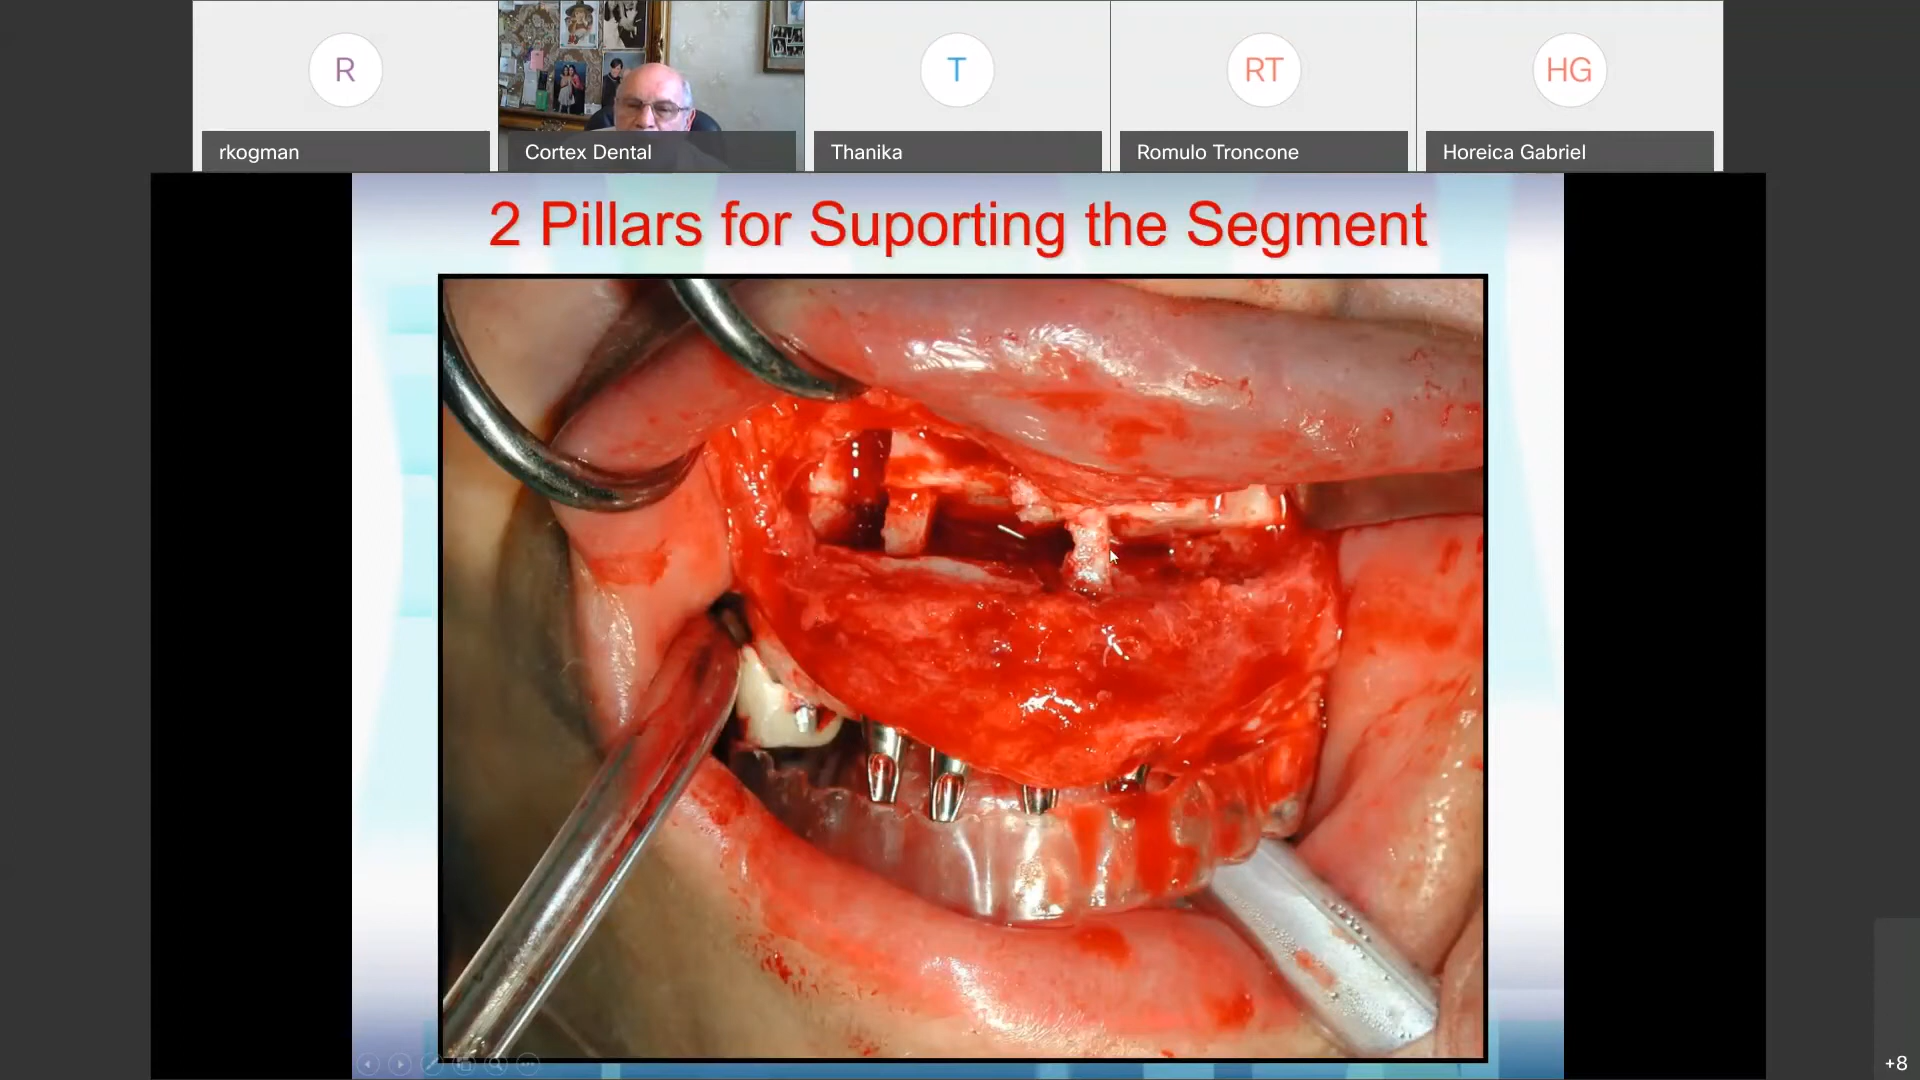 R
T
RT
HG
rkogman
Cortex Dental
Thanika
Romulo Troncone
Horeica Gabriel
2 Pillars for Suporting the Segment
+8